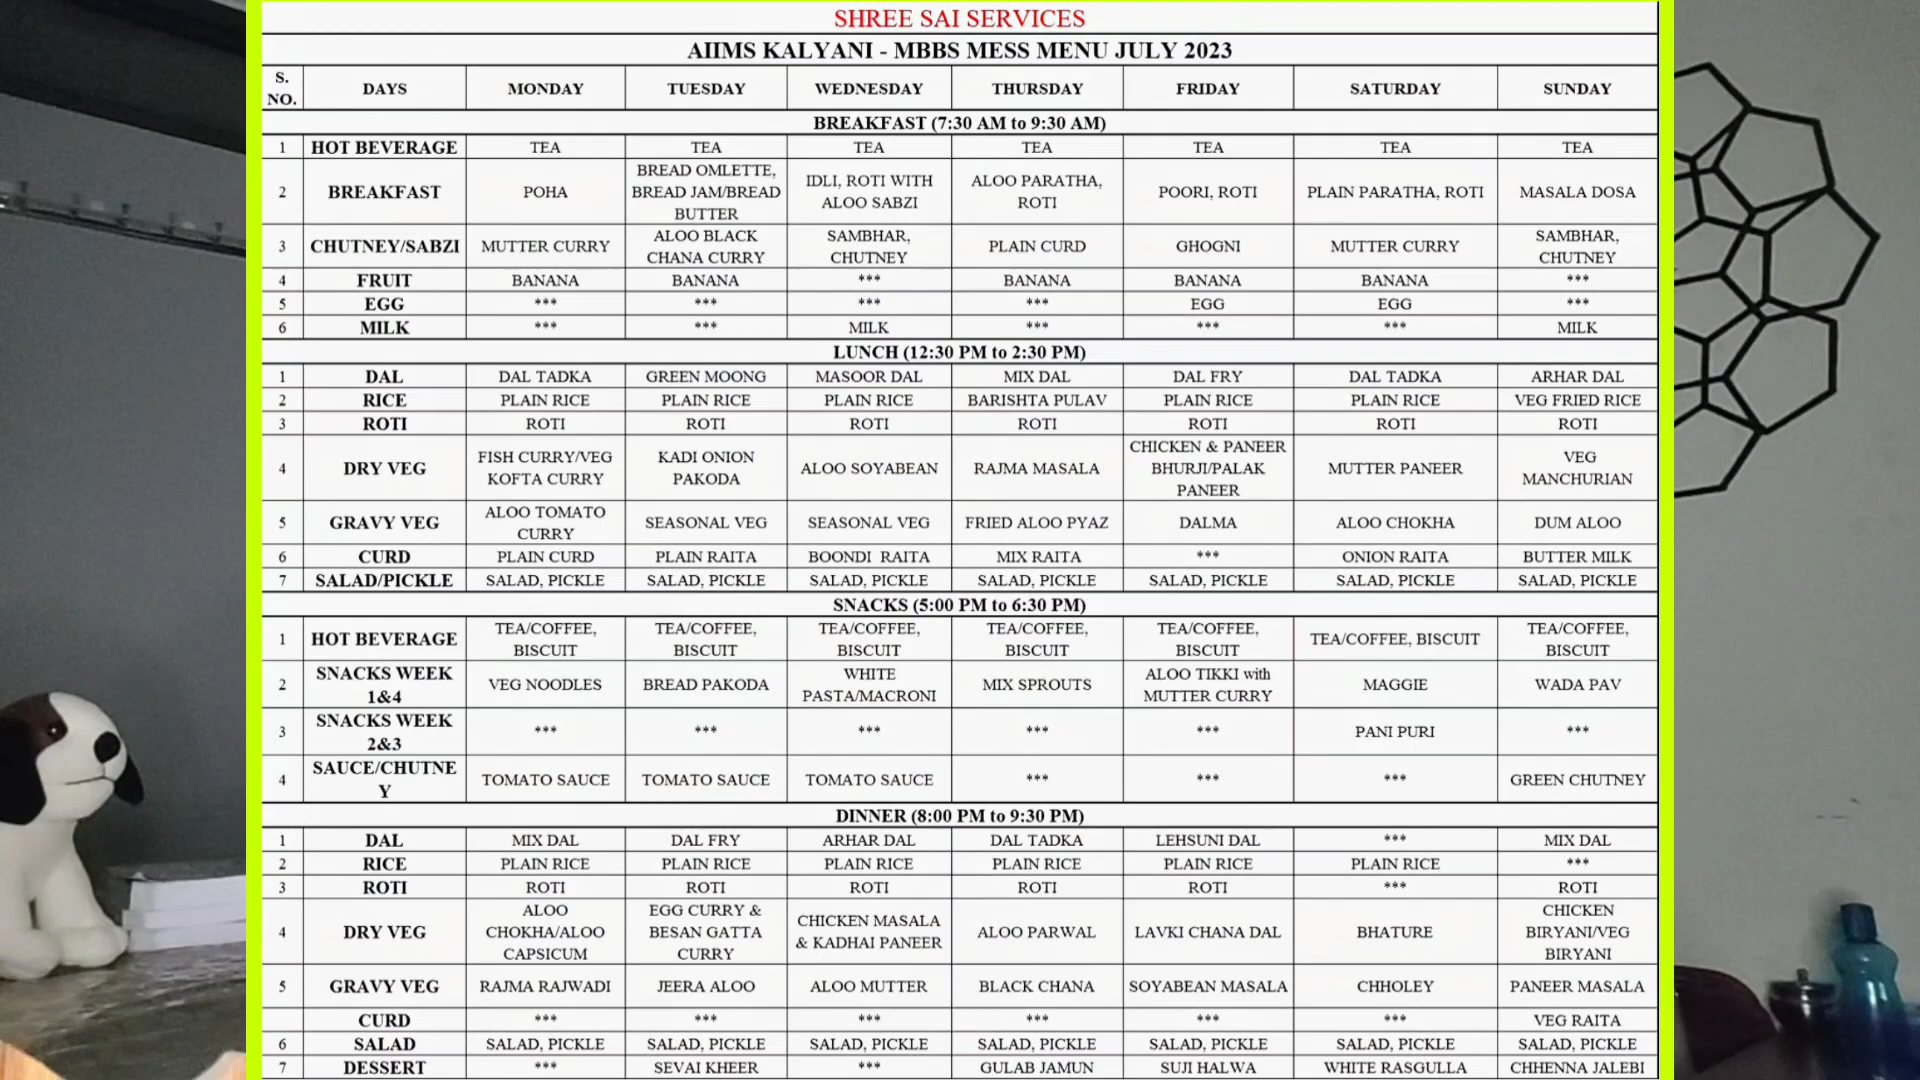 SHREE SAI SERVICES
AIIMS KALYANI - MBBS MESS MENU JULY 2023
S. NO. DAYS MONDAY TUESDAY WEDNESDAY THURSDAY FRIDAY SATURDAY SUNDAY
BREAKFAST (7:30 AM to 9:30 AM)
1 HOT BEVERAGE TEA TEA TEA TEA TEA TEA TEA
2 BREAKFAST POHA BREAD OMLETTE, BREAD JAM/BREAD BUTTER IDLI, ROTI WITH ALOO SABZI ALOO PARATHA, ROTI POORI, ROTI PLAIN PARATHA, ROTI MASALA DOSA
3 CHUTNEY/SABZI MUTTER CURRY ALOO BLACK CHANA CURRY SAMBHAR, CHUTNEY PLAIN CURD GHOGNI MUTTER CURRY SAMBHAR, CHUTNEY
4 FRUIT BANANA BANANA *** BANANA BANANA BANANA ***
5 EGG *** *** *** *** EGG EGG ***
6 MILK *** *** MILK *** *** *** MILK
LUNCH (12:30 PM to 2:30 PM)
1 DAL DAL TADKA GREEN MOONG MASOOR DAL MIX DAL DAL FRY DAL TADKA ARHAR DAL
2 RICE PLAIN RICE PLAIN RICE PLAIN RICE BARISHTA PULAV PLAIN RICE PLAIN RICE VEG FRIED RICE
3 ROTI ROTI ROTI ROTI ROTI ROTI ROTI ROTI
4 DRY VEG FISH CURRY/VEG KOFTA CURRY KADI ONION PAKODA ALOO SOYABEAN RAJMA MASALA CHICKEN & PANEER BHURJI/PALAK PANEER MUTTER PANEER VEG MANCHURIAN
5 GRAVY VEG ALOO TOMATO CURRY SEASONAL VEG SEASONAL VEG FRIED ALOO PYAZ DALMA ALOO CHOKHA DUM ALOO
6 CURD PLAIN CURD PLAIN RAITA BOONDI RAITA MIX RAITA *** ONION RAITA BUTTER MILK
7 SALAD/PICKLE SALAD, PICKLE SALAD, PICKLE SALAD, PICKLE SALAD, PICKLE SALAD, PICKLE SALAD, PICKLE SALAD, PICKLE
SNACKS (5:00 PM to 6:30 PM)
1 HOT BEVERAGE TEA/COFFEE, BISCUIT TEA/COFFEE, BISCUIT TEA/COFFEE, BISCUIT TEA/COFFEE, BISCUIT TEA/COFFEE, BISCUIT TEA/COFFEE, BISCUIT TEA/COFFEE, BISCUIT
2 SNACKS WEEK 1&4 VEG NOODLES BREAD PAKODA WHITE PASTA/MACRONI MIX SPROUTS ALOO TIKKI with MUTTER CURRY MAGGIE WADA PAV
3 SNACKS WEEK 2&3 *** *** *** *** *** PANI PURI ***
4 SAUCE/CHUTNEY TOMATO SAUCE TOMATO SAUCE TOMATO SAUCE *** *** *** GREEN CHUTNEY
DINNER (8:00 PM to 9:30 PM)
1 DAL MIX DAL DAL FRY ARHAR DAL DAL TADKA LEHSUNI DAL *** MIX DAL
2 RICE PLAIN RICE PLAIN RICE PLAIN RICE PLAIN RICE PLAIN RICE PLAIN RICE ***
3 ROTI ROTI ROTI ROTI ROTI ROTI *** ROTI
4 DRY VEG ALOO CHOKHA/ALOO CAPSICUM EGG CURRY & BESAN GATTA CURRY CHICKEN MASALA & KADHAI PANEER ALOO PARWAL LAVKI CHANA DAL BHATURE CHICKEN BIRYANI/VEG BIRYANI
5 GRAVY VEG RAJMA RAJWADI JEERA ALOO ALOO MUTTER BLACK CHANA SOYABEAN MASALA CHHOLEY PANEER MASALA
CURD *** *** *** *** *** *** VEG RAITA
6 SALAD SALAD, PICKLE SALAD, PICKLE SALAD, PICKLE SALAD, PICKLE SALAD, PICKLE SALAD, PICKLE SALAD, PICKLE
7 DESSERT *** SEVAI KHEER *** GULAB JAMUN SUJI HALWA WHITE RASGULLA CHHENNA JALEBI